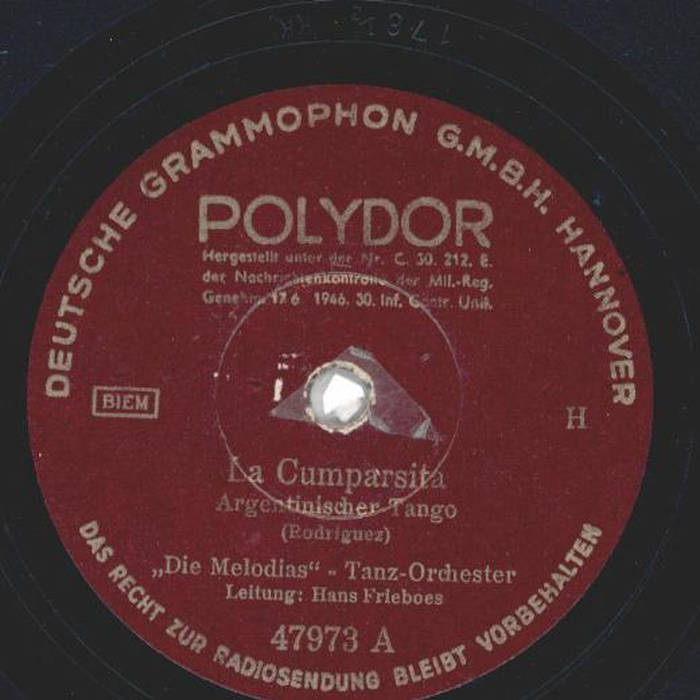 DEUTSCHE GRAMMOPHON G.M.B.H. HANNOVER
POLYDOR
Hergestellt unter der Nr. C. 30. 212. E.
der Nachrichtenkontrolle der Mil.-Reg.
Genehm. 17 6 1946. 30. Inf. Contr. Unit.
BIEM
H
La Cumparsita
Argentinischer Tango
(Rodriguez)
„Die Melodias“ - Tanz-Orchester
Leitung: Hans Frieboes
47973 A
DAS RECHT ZUR RADIOSENDUNG BLEIBT VORBEHALTEN